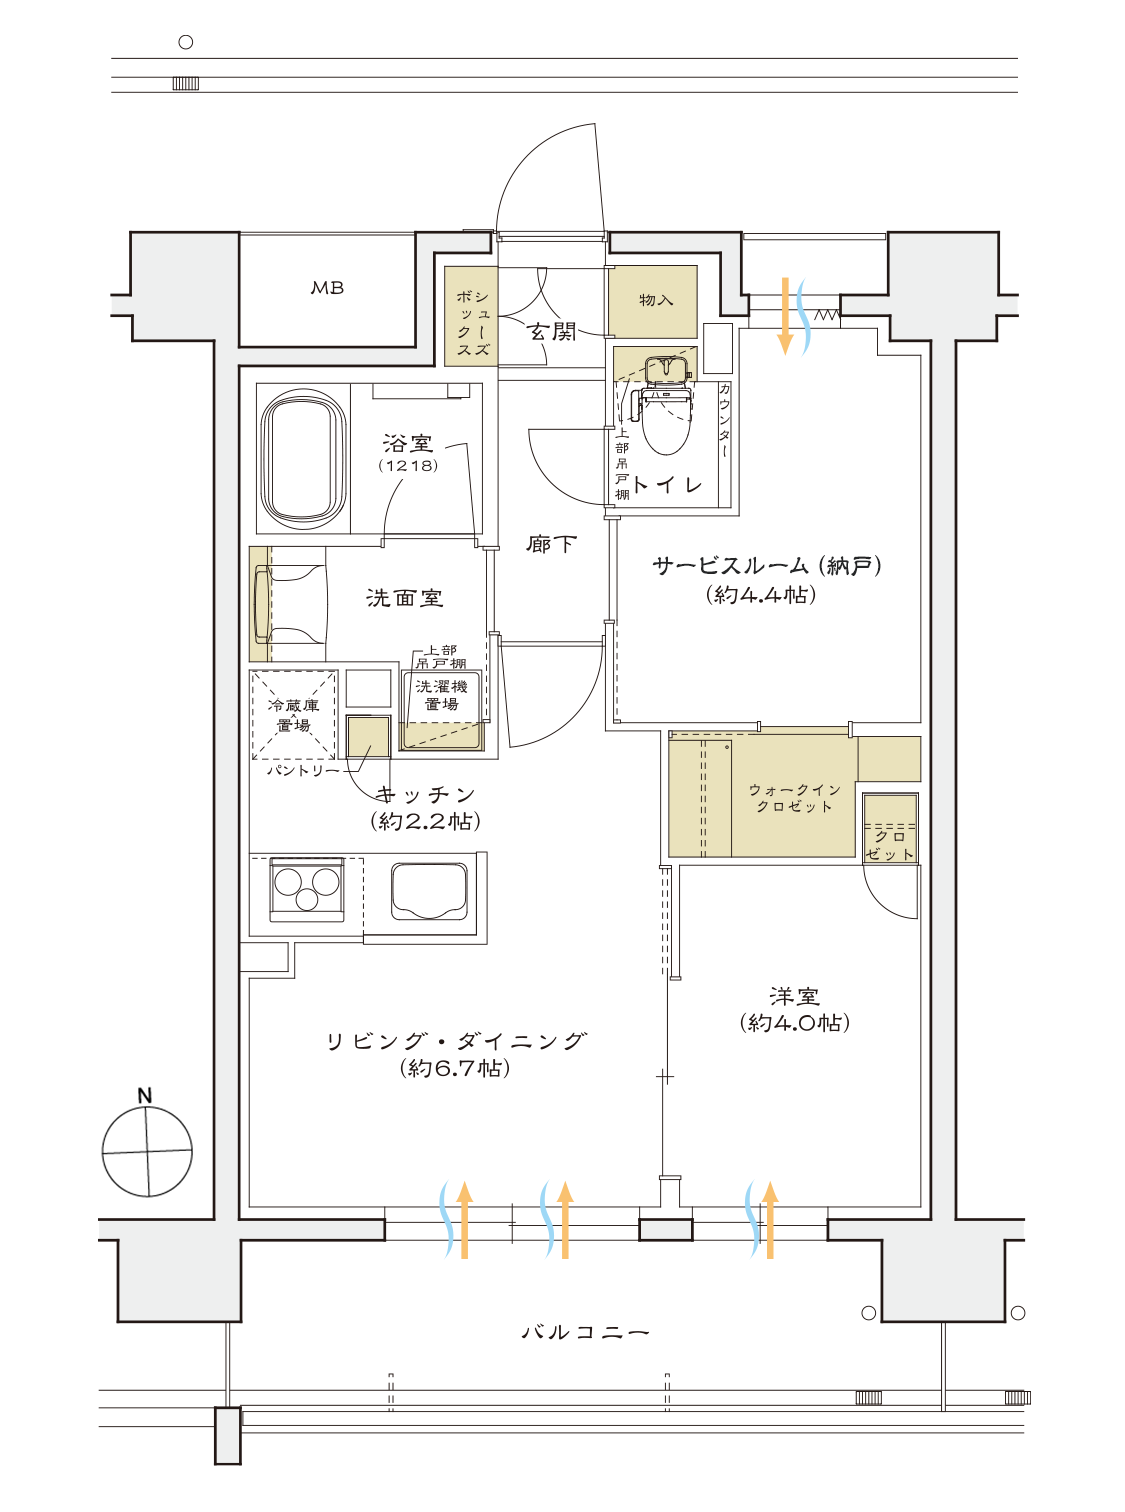 MB
シューズ
ボックス
玄関
物入
カウンター
上部吊戸棚
トイレ
浴室
(1218)
廊下
サービスルーム(納戸)
(約4.4帖)
洗面室
上部
吊戸棚
洗濯機
置場
冷蔵庫
置場
パントリー
キッチン
(約2.2帖)
ウォークイン
クロゼット
クロ
ゼット
洋室
(約4.0帖)
リビング・ダイニング
(約6.7帖)
N
バルコニー